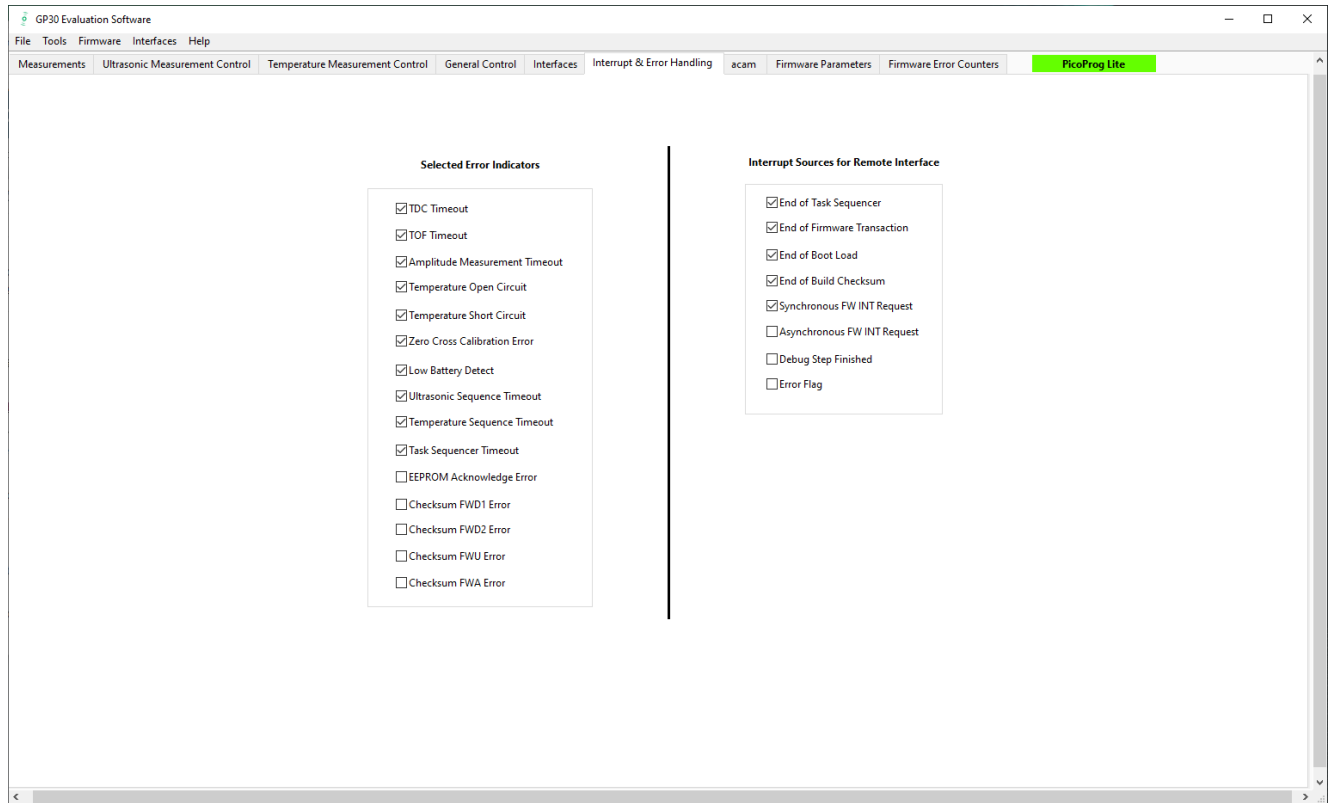 GP30 Evaluation Software
File Tools Firmware Interfaces Help
Measurements Ultrasonic Measurement Control Temperature Measurement Control General Control Interfaces Interrupt & Error Handling acam Firmware Parameters Firmware Error Counters PicoProg Lite
Selected Error Indicators
TDC Timeout
TOF Timeout
Amplitude Measurement Timeout
Temperature Open Circuit
Temperature Short Circuit
Zero Cross Calibration Error
Low Battery Detect
Ultrasonic Sequence Timeout
Temperature Sequence Timeout
Task Sequencer Timeout
EEPROM Acknowledge Error
Checksum FWD1 Error
Checksum FWD2 Error
Checksum FWU Error
Checksum FWA Error
Interrupt Sources for Remote Interface
End of Task Sequencer
End of Firmware Transaction
End of Boot Load
End of Build Checksum
Synchronous FW INT Request
Asynchronous FW INT Request
Debug Step Finished
Error Flag